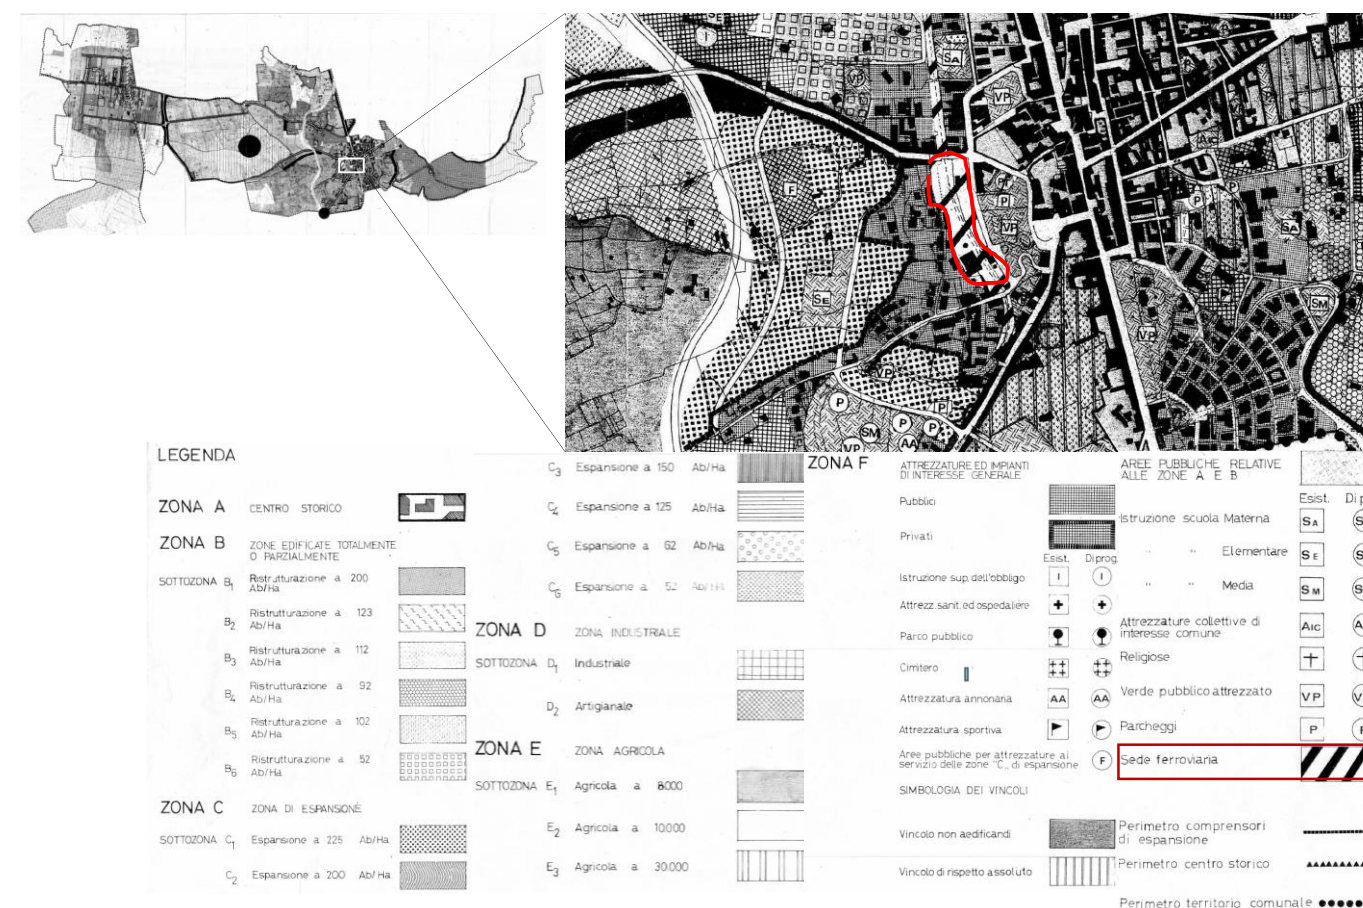 SE
I
SA
VP
VP
AIC
F
P
VP
P
P
SA
SE
SM
VP
VP
P
P
P
P
SM
VP
AA
LEGENDA
ZONA A CENTRO STORICO
ZONA B ZONE EDIFICATE TOTALMENTE
O PARZIALMENTE
SOTTOZONA B1 Ristrutturazione a 200
Ab/Ha
B2 Ristrutturazione a 123
Ab/Ha
B3 Ristrutturazione a 112
Ab/Ha
B4 Ristrutturazione a 92
Ab/Ha
B5 Ristrutturazione a 102
Ab/Ha
B6 Ristrutturazione a 52
Ab/Ha
ZONA C ZONA DI ESPANSIONE
SOTTOZONA C1 Espansione a 225 Ab/Ha
C2 Espansione a 200 Ab/Ha
C3 Espansione a 150 Ab/Ha
C4 Espansione a 125 Ab/Ha
C5 Espansione a 62 Ab/Ha
C6 Espansione a 52 Ab/Ha
ZONA D ZONA INDUSTRIALE
SOTTOZONA D1 Industriale
D2 Artigianale
ZONA E ZONA AGRICOLA
SOTTOZONA E1 Agricola a 8000
E2 Agricola a 10000
E3 Agricola a 30.000
ZONA F ATTREZZATURE ED IMPIANTI
DI INTERESSE GENERALE
Pubblici
Privati
Esist. Di prog.
Istruzione sup. dell'obbligo I I
Attrezz. sanit. ed ospedaliere
Parco pubblico
Cimitero
Attrezzatura annonaria AA AA
Attrezzatura sportiva
Aree pubbliche per attrezzature al
servizio delle zone "C" di espansione F
SIMBOLOGIA DEI VINCOLI
Vincolo non aedificandi
Vincolo di rispetto assoluto
AREE PUBBLICHE RELATIVE
ALLE ZONE A E B
Esist. Di p
Istruzione scuola Materna SA S
" " Elementare SE S
" " Media SM S
Attrezzature collettive di
interesse comune AIC A
Religiose
Verde pubblico attrezzato VP V
Parcheggi P P
Sede ferroviaria
Perimetro comprensori
di espansione
Perimetro centro storico
Perimetro territorio comunale